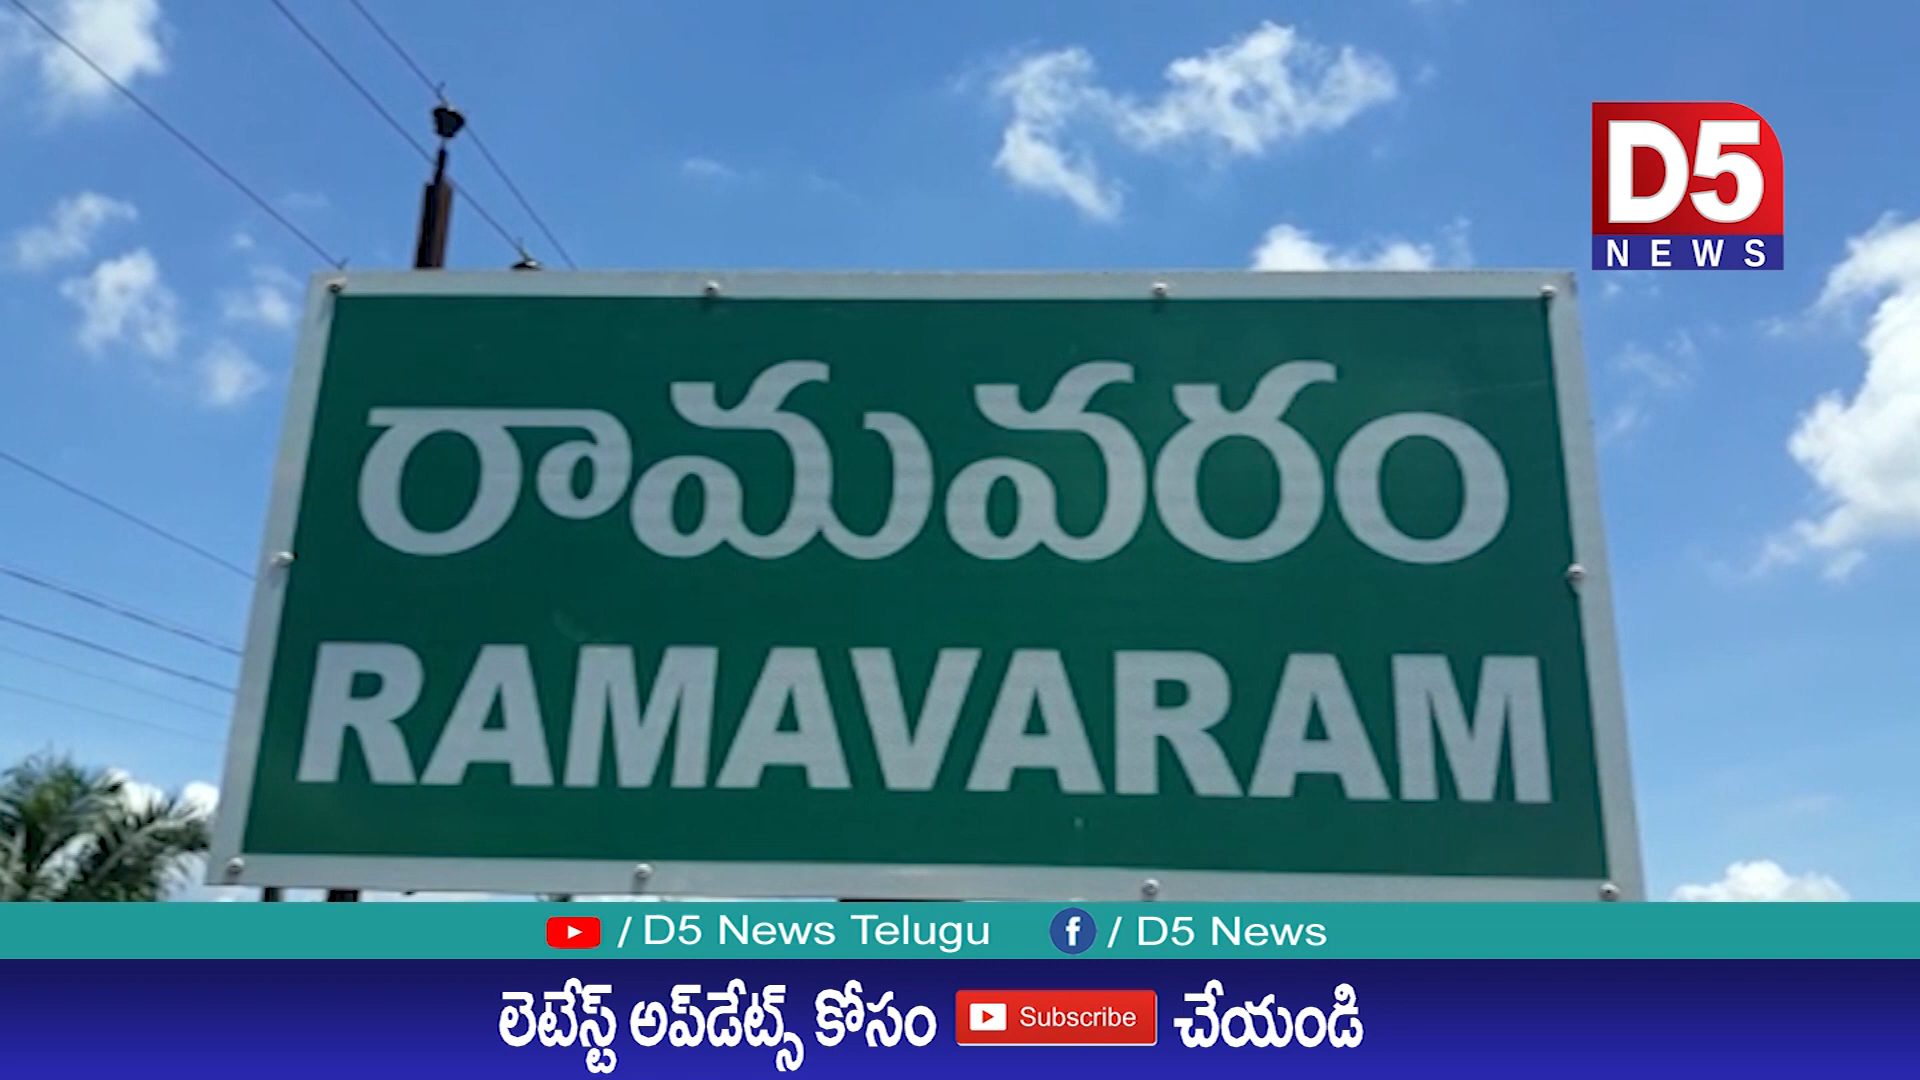 D5
NEWS
రామవరం
RAMAVARAM
/ D5 News Telugu / D5 News
లెటేస్ట్ అప్‌డేట్స్ కోసం Subscribe చేయండి